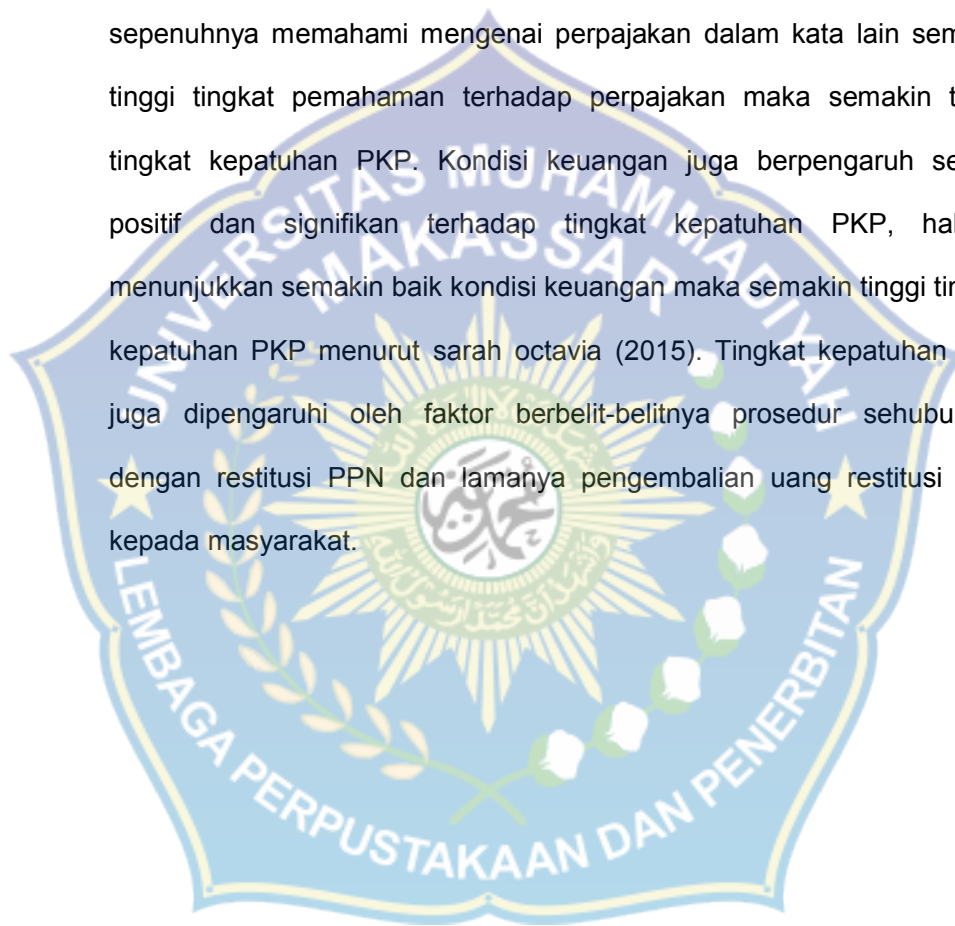 sepenuhnya memahami mengenai perpajakan dalam kata lain sem
tinggi tingkat pemahaman terhadap perpajakan maka semakin t
tingkat kepatuhan PKP. Kondisi keuangan juga berpengaruh se
positif dan signifikan terhadap tingkat kepatuhan PKP, hal
menunjukkan semakin baik kondisi keuangan maka semakin tinggi tin
kepatuhan PKP menurut sarah octavia (2015). Tingkat kepatuhan
juga dipengaruhi oleh faktor berbelit-belitnya prosedur sehubu
dengan restitusi PPN dan lamanya pengembalian uang restitusi
kepada masyarakat.
UNIVERSITAS MUHAMMADIYAH
MAKASSAR
LEMBAGA PERPUSTAKAAN DAN PENERBITAN